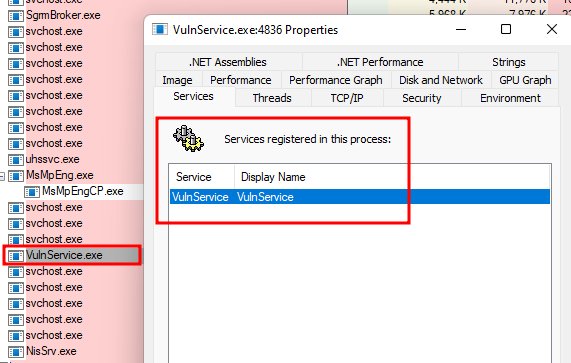 SgrmBroker.exe
svchost.exe
svchost.exe
svchost.exe
svchost.exe
svchost.exe
svchost.exe
svchost.exe
svchost.exe
uhssvc.exe
MsMpEng.exe
MsMpEngCP.exe
svchost.exe
svchost.exe
svchost.exe
VulnService.exe
svchost.exe
svchost.exe
svchost.exe
svchost.exe
svchost.exe
NisSrv.exe
VulnService.exe:4836 Properties
.NET Assemblies .NET Performance Strings
Image Performance Performance Graph Disk and Network GPU Graph
Services Threads TCP/IP Security Environment
Services registered in this process:
Service Display Name
VulnService VulnService